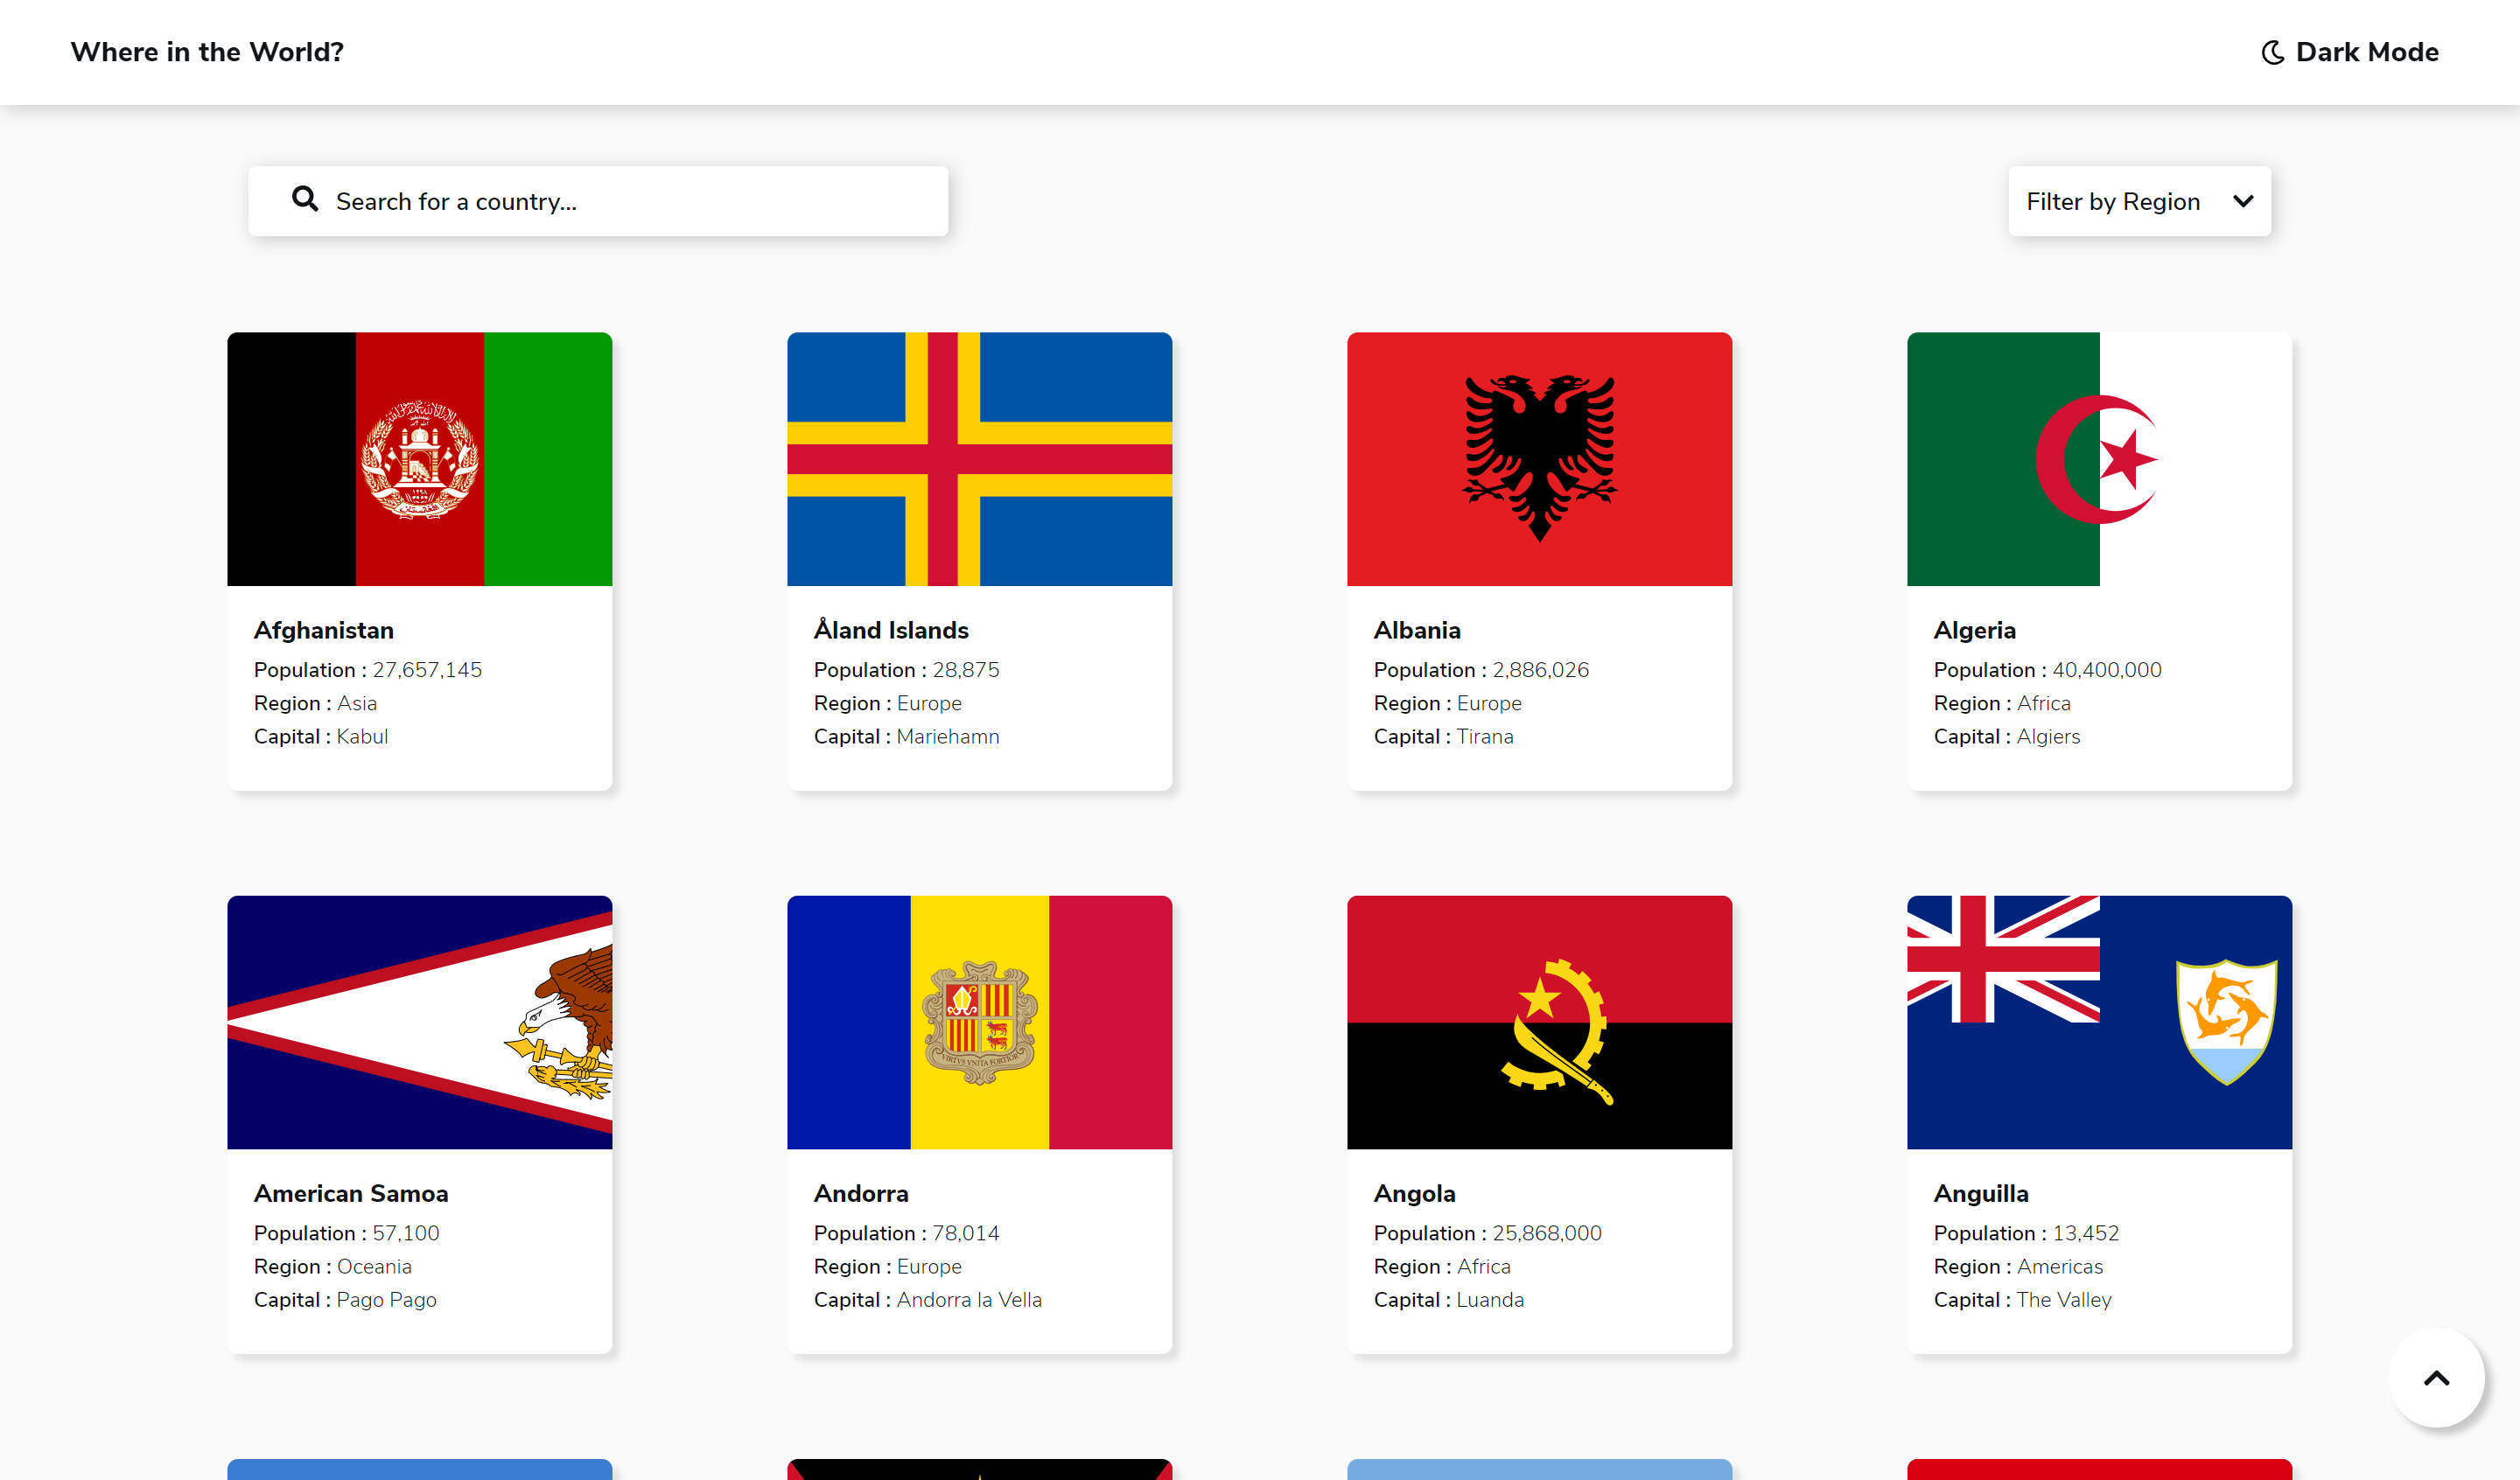 Where in the World?
Dark Mode
Search for a country...
Filter by Region
Afghanistan
Population : 27,657,145
Region : Asia
Capital : Kabul
Åland Islands
Population : 28,875
Region : Europe
Capital : Mariehamn
Albania
Population : 2,886,026
Region : Europe
Capital : Tirana
Algeria
Population : 40,400,000
Region : Africa
Capital : Algiers
VIRTVS VNITA FORTIOR
American Samoa
Population : 57,100
Region : Oceania
Capital : Pago Pago
Andorra
Population : 78,014
Region : Europe
Capital : Andorra la Vella
Angola
Population : 25,868,000
Region : Africa
Capital : Luanda
Anguilla
Population : 13,452
Region : Americas
Capital : The Valley